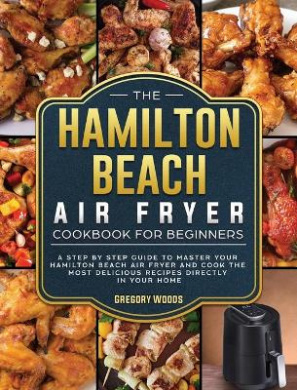 THE
HAMILTON
BEACH
AIR FRYER
COOKBOOK FOR BEGINNERS
A STEP BY STEP GUIDE TO MASTER YOUR
HAMILTON BEACH AIR FRYER AND COOK THE
MOST DELICIOUS RECIPES DIRECTLY
IN YOUR HOME
GREGORY WOODS